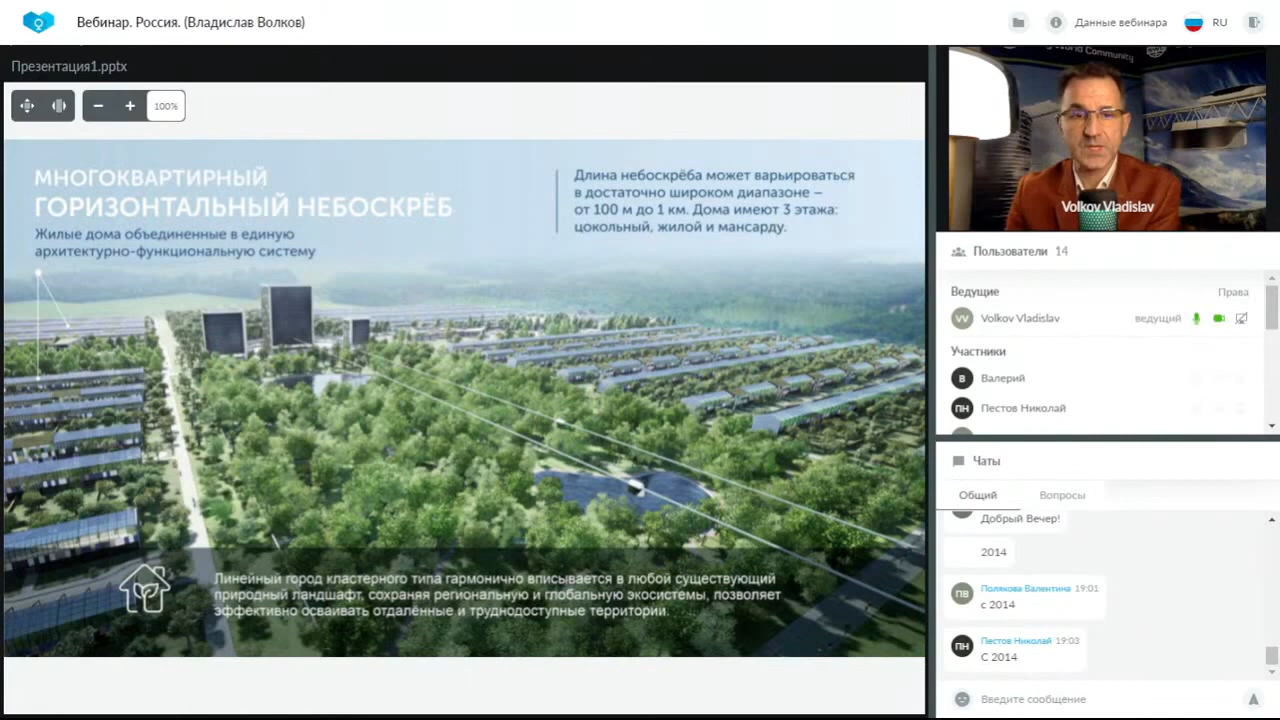 Вебинар. Россия. (Владислав Волков)
Данные вебинара
RU
Презентация1.pptx
100%
МНОГОКВАРТИРНЫЙ
ГОРИЗОНТАЛЬНЫЙ НЕБОСКРЁБ
Жилые дома объединенные в единую
архитектурно-функциональную систему
Длина небоскрёба может варьироваться
в достаточно широком диапазоне –
от 100 м до 1 км. Дома имеют 3 этажа:
цокольный, жилой и мансарду.
Линейный город кластерного типа гармонично вписывается в любой существующий
природный ландшафт, сохраняя региональную и глобальную экосистемы, позволяет
эффективно осваивать отдалённые и труднодоступные территории.
World Community
Volkov Vladislav
Пользователи 14
Ведущие
Права
VV
Volkov Vladislav
ведущий
Участники
В
Валерий
ПН
Пестов Николай
Чаты
Общий
Вопросы
Добрый Вечер!
2014
ПВ
Полякова Валентина 19:01
с 2014
ПН
Пестов Николай 19:03
С 2014
Введите сообщение